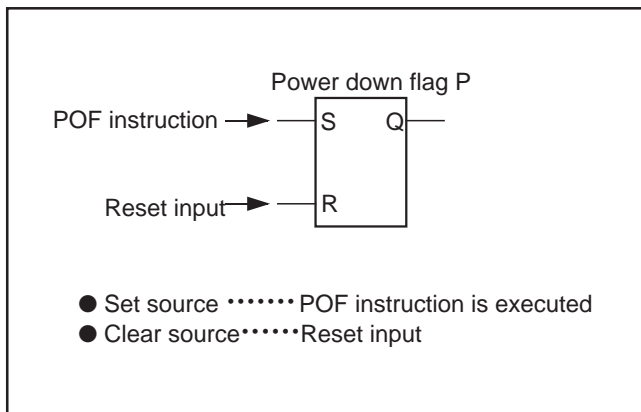 Power down flag P
POF instruction
S Q
Reset input
R
● Set source ······· POF instruction is executed
● Clear source ······ Reset input